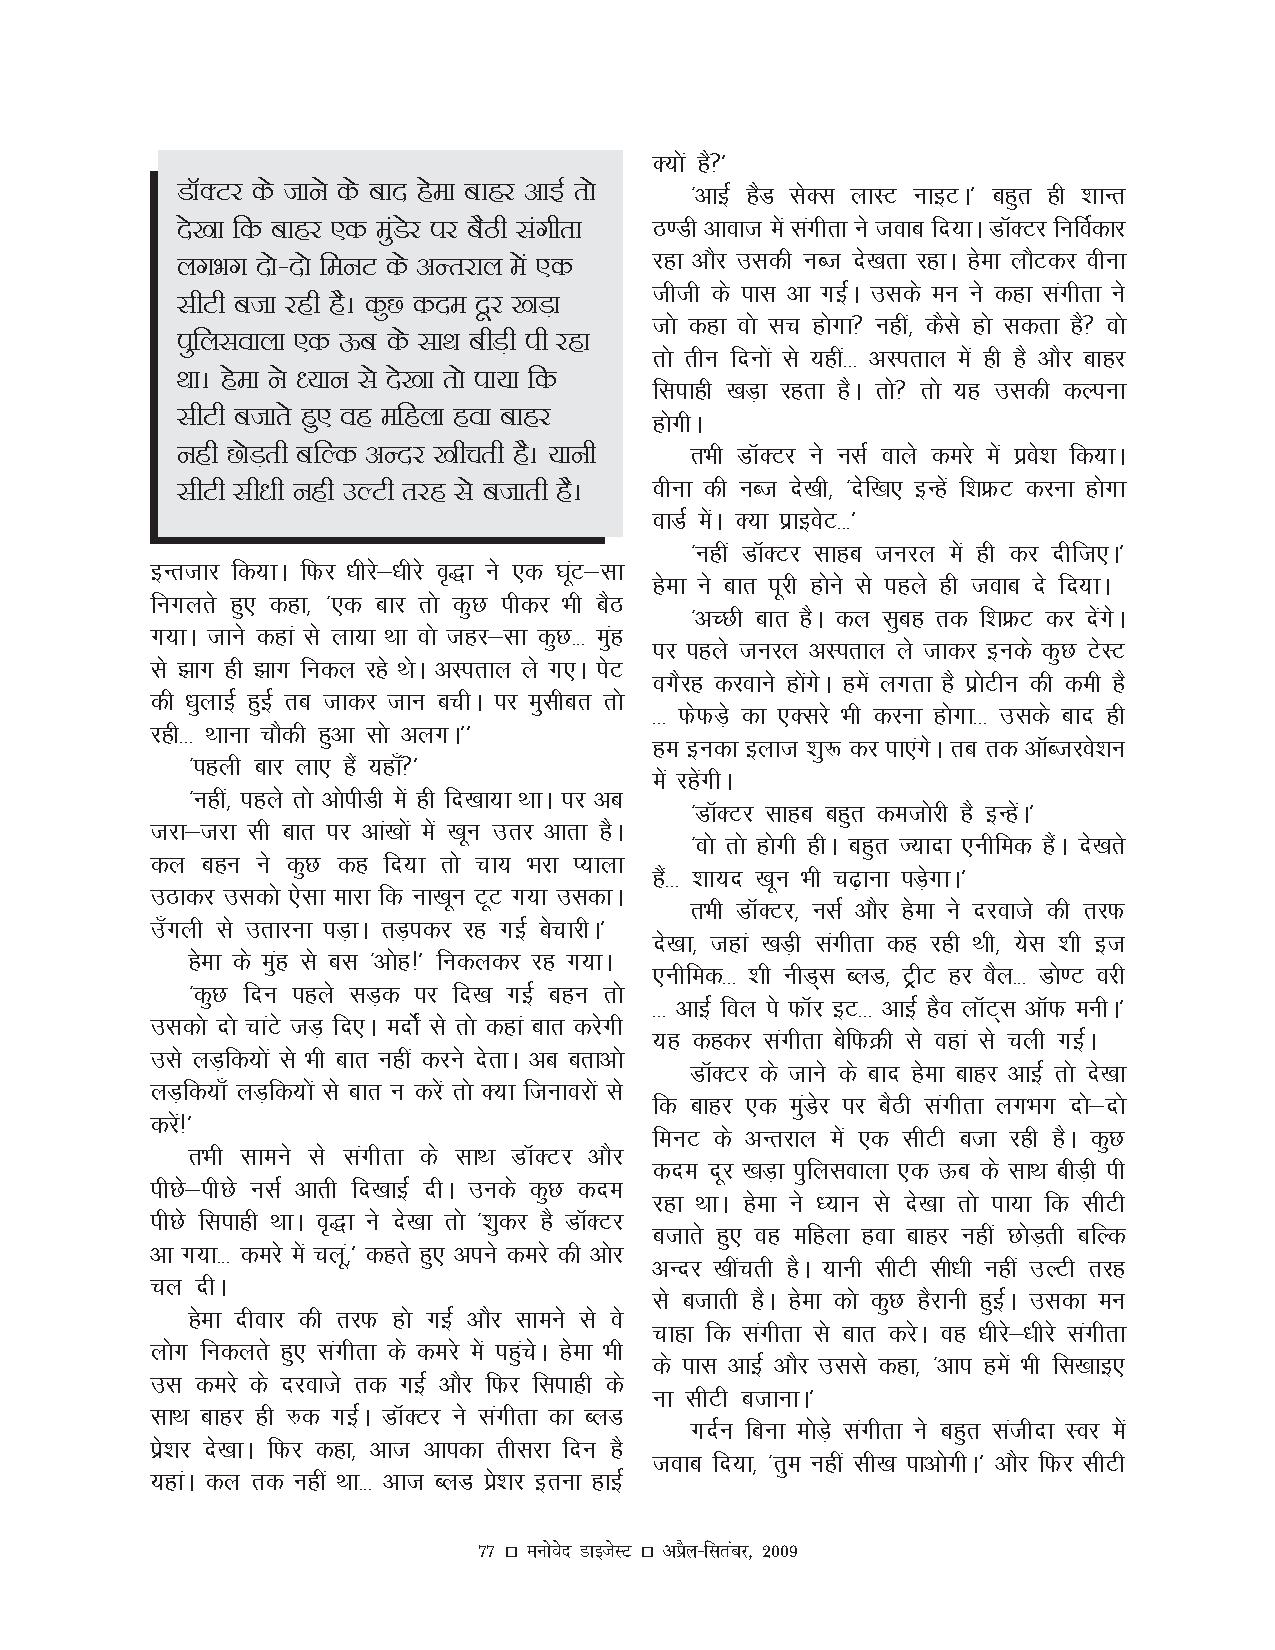 डॉक्टर के जाने के बाद हेमा बाहर आई तो
देखा कि बाहर एक मुंडेर पर बैठी संगीता
लगभग दो-दो मिनट के अन्तराल में एक
सीटी बजा रही है। कुछ कदम दूर खड़ा
पुलिसवाला एक ऊब के साथ बीड़ी पी रहा
था। हेमा ने ध्यान से देखा तो पाया कि
सीटी बजाते हुए वह महिला हवा बाहर
नही छोड़ती बल्कि अन्दर खीचती है। यानी
सीटी सीधी नही उल्टी तरह से बजाती है।
इन्तजार किया। फिर धीरे–धीरे वृद्धा ने एक घूंट–सा
निगलते हुए कहा, ‘एक बार तो कुछ पीकर भी बैठ
गया। जाने कहां से लाया था वो जहर–सा कुछ... मुंह
से झाग ही झाग निकल रहे थे। अस्पताल ले गए। पेट
की धुलाई हुई तब जाकर जान बची। पर मुसीबत तो
रही... थाना चौकी हुआ सो अलग।’’
‘पहली बार लाए हैं यहाँ?’
‘नहीं, पहले तो ओपीडी में ही दिखाया था। पर अब
जरा–जरा सी बात पर आंखों में खून उतर आता है।
कल बहन ने कुछ कह दिया तो चाय भरा प्याला
उठाकर उसको ऐसा मारा कि नाखून टूट गया उसका।
उँगली से उतारना पड़ा। तड़पकर रह गई बेचारी।’
हेमा के मुंह से बस ‘ओह!’ निकलकर रह गया।
‘कुछ दिन पहले सड़क पर दिख गई बहन तो
उसको दो चांटे जड़ दिए। मर्दों से तो कहां बात करेगी
उसे लड़कियों से भी बात नहीं करने देता। अब बताओ
लड़कियाँ लड़कियों से बात न करें तो क्या जिनावरों से
करें!’
तभी सामने से संगीता के साथ डॉक्टर और
पीछे–पीछे नर्स आती दिखाई दी। उनके कुछ कदम
पीछे सिपाही था। वृद्धा ने देखा तो ‘शुकर है डॉक्टर
आ गया... कमरे में चलूं,’ कहते हुए अपने कमरे की ओर
चल दी।
हेमा दीवार की तरफ हो गई और सामने से वे
लोग निकलते हुए संगीता के कमरे में पहुंचे। हेमा भी
उस कमरे के दरवाजे तक गई और फिर सिपाही के
साथ बाहर ही रुक गई। डॉक्टर ने संगीता का ब्लड
प्रेशर देखा। फिर कहा, आज आपका तीसरा दिन है
यहां। कल तक नहीं था... आज ब्लड प्रेशर इतना हाई
क्यों है?’
‘आई हैड सेक्स लास्ट नाइट।’ बहुत ही शान्त
ठण्डी आवाज में संगीता ने जवाब दिया। डॉक्टर निर्विकार
रहा और उसकी नब्ज देखता रहा। हेमा लौटकर वीना
जीजी के पास आ गई। उसके मन ने कहा संगीता ने
जो कहा वो सच होगा? नहीं, कैसे हो सकता है? वो
तो तीन दिनों से यहीं... अस्पताल में ही है और बाहर
सिपाही खड़ा रहता है। तो? तो यह उसकी कल्पना
होगी।
तभी डॉक्टर ने नर्स वाले कमरे में प्रवेश किया।
वीना की नब्ज देखी, ‘देखिए इन्हें शिफ्रट करना होगा
वार्ड में। क्या प्राइवेट...’
‘नहीं डॉक्टर साहब जनरल में ही कर दीजिए।’
हेमा ने बात पूरी होने से पहले ही जवाब दे दिया।
‘अच्छी बात है। कल सुबह तक शिफ्रट कर देंगे।
पर पहले जनरल अस्पताल ले जाकर इनके कुछ टेस्ट
वगैरह करवाने होंगे। हमें लगता है प्रोटीन की कमी है
... फेफड़े का एक्सरे भी करना होगा... उसके बाद ही
हम इनका इलाज शुरू कर पाएंगे। तब तक ऑब्जरवेशन
में रहेंगी।
‘डॉक्टर साहब बहुत कमजोरी है इन्हें।’
‘वो तो होगी ही। बहुत ज्यादा एनीमिक हैं। देखते
हैं... शायद खून भी चढ़ाना पड़ेगा।’
तभी डॉक्टर, नर्स और हेमा ने दरवाजे की तरफ
देखा, जहां खड़ी संगीता कह रही थी, येस शी इज
एनीमिक... शी नीड्स ब्लड, ट्रीट हर वैल... डोण्ट वरी
... आई विल पे फॉर इट... आई हैव लॉट्स ऑफ मनी।’
यह कहकर संगीता बेफिक्री से वहां से चली गई।
डॉक्टर के जाने के बाद हेमा बाहर आई तो देखा
कि बाहर एक मुंडेर पर बैठी संगीता लगभग दो–दो
मिनट के अन्तराल में एक सीटी बजा रही है। कुछ
कदम दूर खड़ा पुलिसवाला एक ऊब के साथ बीड़ी पी
रहा था। हेमा ने ध्यान से देखा तो पाया कि सीटी
बजाते हुए वह महिला हवा बाहर नहीं छोड़ती बल्कि
अन्दर खींचती है। यानी सीटी सीधी नहीं उल्टी तरह
से बजाती है। हेमा को कुछ हैरानी हुई। उसका मन
चाहा कि संगीता से बात करे। वह धीरे–धीरे संगीता
के पास आई और उससे कहा, ‘आप हमें भी सिखाइए
ना सीटी बजाना।’
गर्दन बिना मोड़े संगीता ने बहुत संजीदा स्वर में
जवाब दिया, ‘तुम नहीं सीख पाओगी।’ और फिर सीटी
77 □ मनोवेद डाइजेस्ट □ अप्रैल-सितंबर, 2009